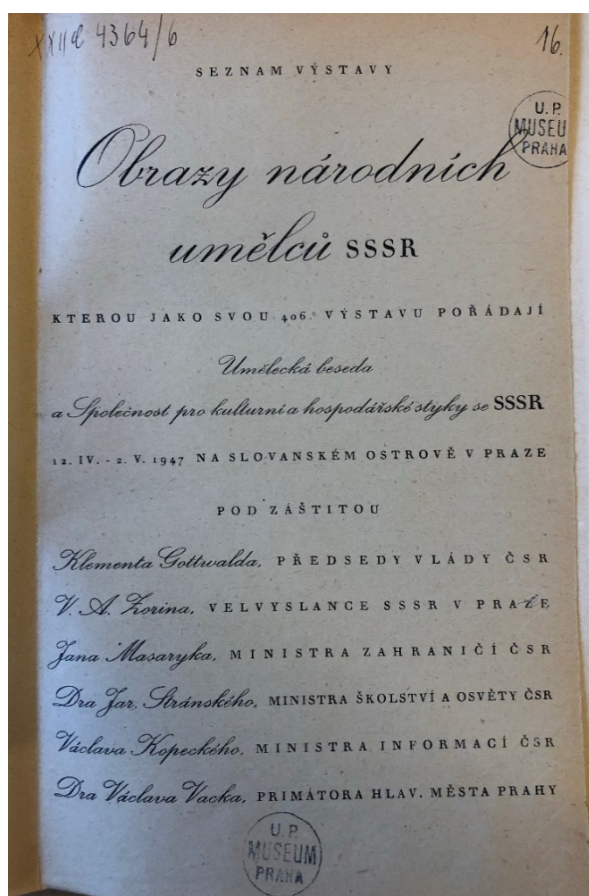 XXIId 4364/6
16.
SEZNAM VÝSTAVY
U. P.
MUSEU
PRAHA
Obrazy národních
umělců SSSR
KTEROU JAKO SVOU 406. VÝSTAVU POŘÁDAJÍ
Umělecká beseda
a Společnost pro kulturní a hospodářské styky se SSSR
12. IV. - 2. V. 1947 NA SLOVANSKÉM OSTROVĚ V PRAZE
POD ZÁŠTITOU
Klementa Gottwalda, PŘEDSEDY VLÁDY ČSR
V. A. Zorina, VELVYSLANCE SSSR V PRAZE
Jana Masaryka, MINISTRA ZAHRANIČÍ ČSR
Dra Jar. Stránského, MINISTRA ŠKOLSTVÍ A OSVĚTY ČSR
Václava Kopeckého, MINISTRA INFORMACÍ ČSR
Dra Václava Vacka, PRIMÁTORA HLAV. MĚSTA PRAHY
U. P.
MUSEUM
PRAHA